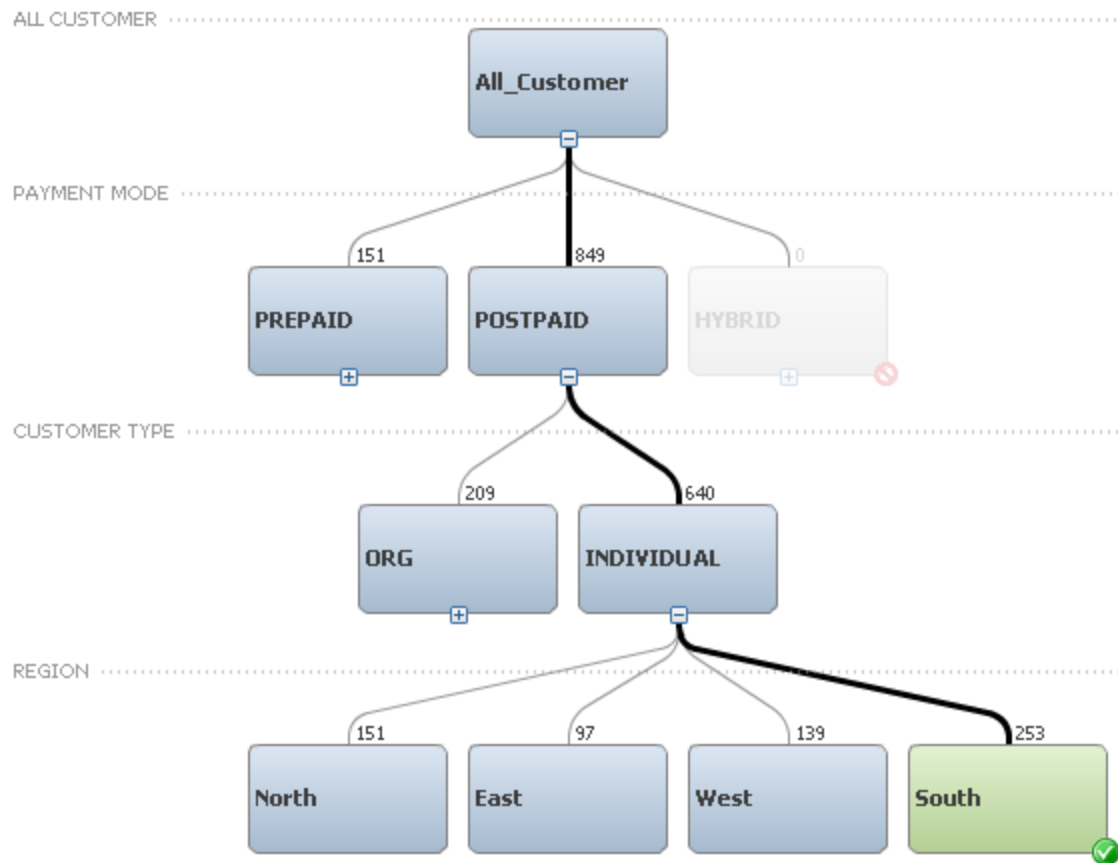 ALL CUSTOMER
All_Customer
PAYMENT MODE
151
849
0
PREPAID
POSTPAID
HYBRID
CUSTOMER TYPE
209
640
ORG
INDIVIDUAL
REGION
151
97
139
253
North
East
West
South